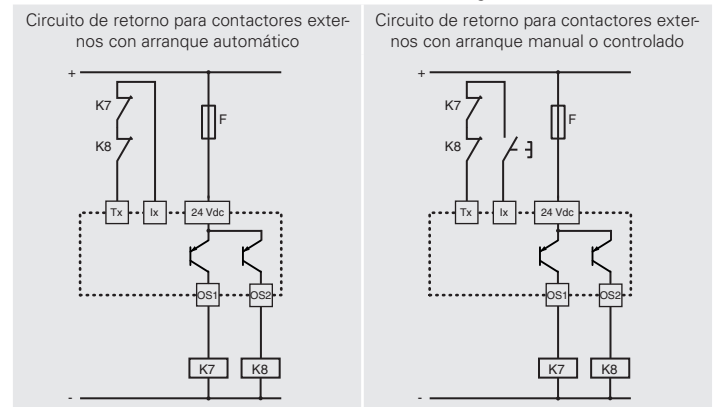 Circuito de retorno para contactores exter-
nos con arranque automático
+
K7
F
K8
Tx
Ix
24 Vdc
OS1
OS2
K7
K8
-
Circuito de retorno para contactores exter-
nos con arranque manual o controlado
+
K7
F
K8
Tx
Ix
24 Vdc
OS1
OS2
K7
K8
-